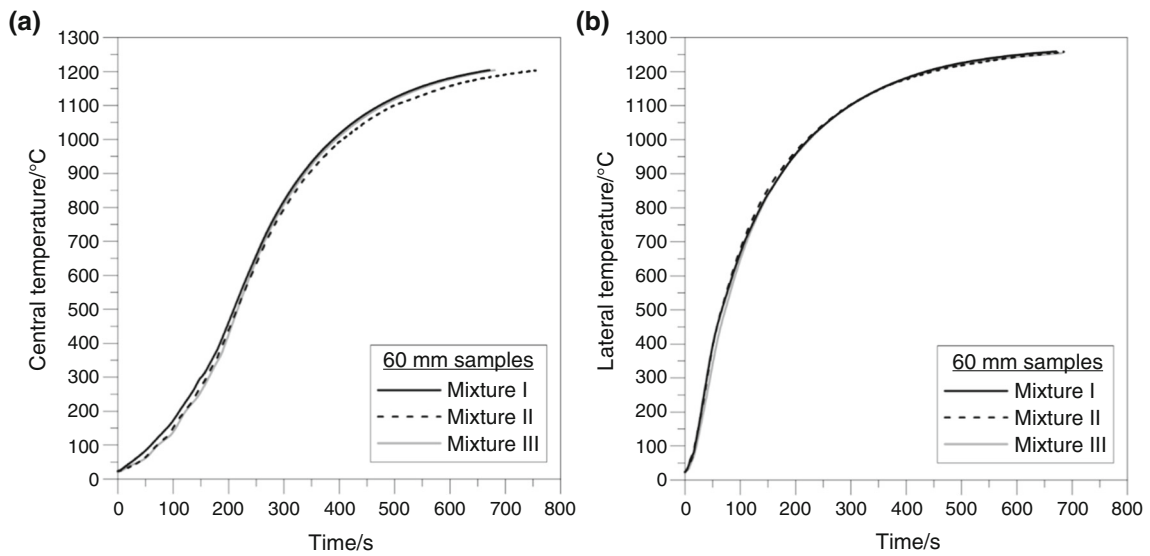 (a)
1300
1200
1100
1000
900
800
700
600
500
400
300
200
100
0
Central temperature/°C
0 100 200 300 400 500 600 700 800
Time/s
60 mm samples
Mixture I
Mixture II
Mixture III
(b)
1300
1200
1100
1000
900
800
700
600
500
400
300
200
100
0
Lateral temperature/°C
0 100 200 300 400 500 600 700 800
Time/s
60 mm samples
Mixture I
Mixture II
Mixture III